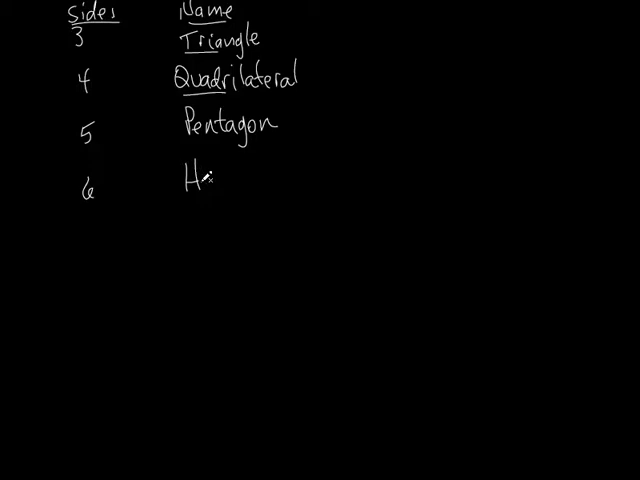 Sides Name
3 Triangle
4 Quadrilateral
5 Pentagon
6 H